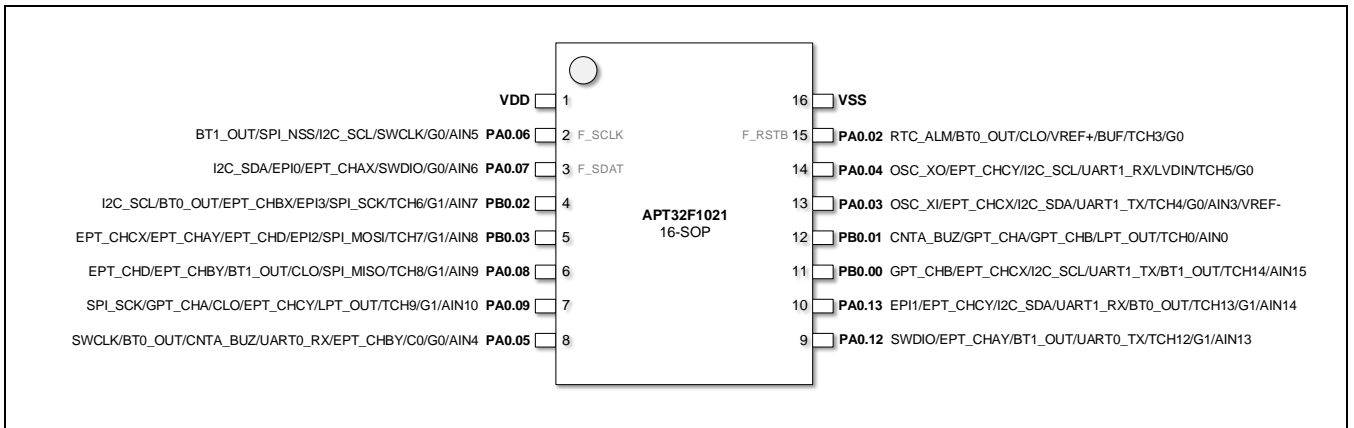 VDD 1 16 VSS
BT1_OUT/SPI_NSS/I2C_SCL/SWCLK/G0/AIN5 PA0.06 2 F_SCLK F_RSTB 15 PA0.02 RTC_ALM/BT0_OUT/CLO/VREF+/BUF/TCH3/G0
I2C_SDA/EPI0/EPT_CHAX/SWDIO/G0/AIN6 PA0.07 3 F_SDAT 14 PA0.04 OSC_XO/EPT_CHCY/I2C_SCL/UART1_RX/LVDIN/TCH5/G0
I2C_SCL/BT0_OUT/EPT_CHBX/EPI3/SPI_SCK/TCH6/G1/AIN7 PB0.02 4 13 PA0.03 OSC_XI/EPT_CHCX/I2C_SDA/UART1_TX/TCH4/G0/AIN3/VREF-
APT32F1021
16-SOP
EPT_CHCX/EPT_CHAY/EPT_CHD/EPI2/SPI_MOSI/TCH7/G1/AIN8 PB0.03 5 12 PB0.01 CNTA_BUZ/GPT_CHA/GPT_CHB/LPT_OUT/TCH0/AIN0
EPT_CHD/EPT_CHBY/BT1_OUT/CLO/SPI_MISO/TCH8/G1/AIN9 PA0.08 6 11 PB0.00 GPT_CHB/EPT_CHCX/I2C_SCL/UART1_TX/BT1_OUT/TCH14/AIN15
SPI_SCK/GPT_CHA/CLO/EPT_CHCY/LPT_OUT/TCH9/G1/AIN10 PA0.09 7 10 PA0.13 EPI1/EPT_CHCY/I2C_SDA/UART1_RX/BT0_OUT/TCH13/G1/AIN14
SWCLK/BT0_OUT/CNTA_BUZ/UART0_RX/EPT_CHBY/C0/G0/AIN4 PA0.05 8 9 PA0.12 SWDIO/EPT_CHAY/BT1_OUT/UART0_TX/TCH12/G1/AIN13